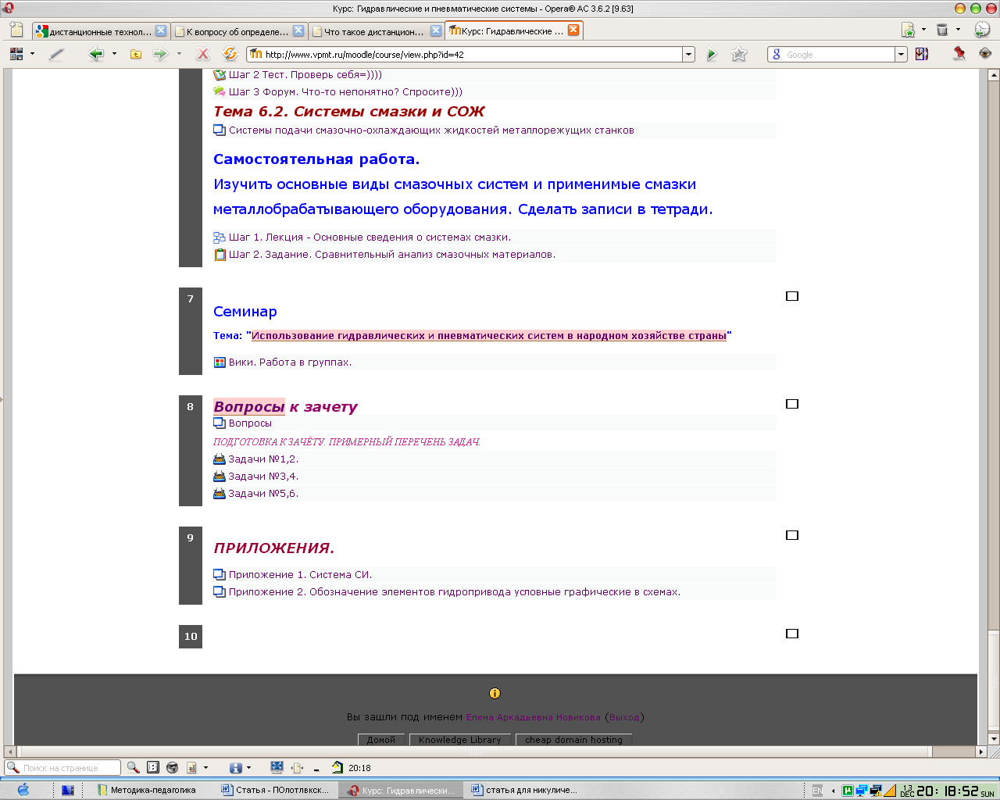 Курс: Гидравлические и пневматические системы - Opera® AC 3.6.2 [9.63]
дистанционные технол...
К вопросу об определе...
Что такое дистанцион...
Курс: Гидравлические ...
http://www.vpmt.ru/moodle/course/view.php?id=42
Google
Шаг 2 Тест. Проверь себя=))))
Шаг 3 Форум. Что-то непонятно? Спросите)))
Тема 6.2. Системы смазки и СОЖ
Системы подачи смазочно-охлаждающих жидкостей металлорежущих станков
Самостоятельная работа.
Изучить основные виды смазочных систем и применимые смазки
металлобрабатывающего оборудования. Сделать записи в тетради.
Шаг 1. Лекция - Основные сведения о системах смазки.
Шаг 2. Задание. Сравнительный анализ смазочных материалов.
7
Семинар
Тема: "Использование гидравлических и пневматических систем в народном хозяйстве страны"
Вики. Работа в группах.
8
Вопросы к зачету
Вопросы
ПОДГОТОВКА К ЗАЧЁТУ. ПРИМЕРНЫЙ ПЕРЕЧЕНЬ ЗАДАЧ.
Задачи №1,2.
Задачи №3,4.
Задачи №5,6.
9
ПРИЛОЖЕНИЯ.
Приложение 1. Система СИ.
Приложение 2. Обозначение элементов гидропривода условные графические в схемах.
10
Вы зашли под именем Елена Аркадьевна Новикова (Выход)
Домой
Knowledge Library
cheap domain hosting
Поиск на странице
20:18
Методика-педагогика
Статья - ПОлотлвкск...
Курс: Гидравлически...
статья для никуличе...
EN
13 DEC 20:18:52 SUN